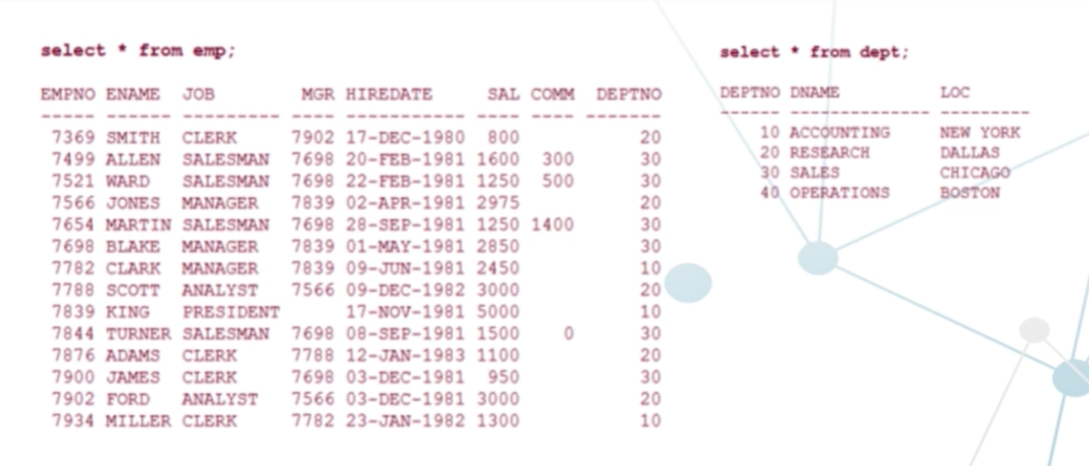 select * from emp;
EMPNO ENAME  JOB         MGR HIREDATE     SAL COMM  DEPTNO
----- ------ --------- ---- ----------- ---- ---- -------
 7369 SMITH  CLERK     7902 17-DEC-1980  800           20
 7499 ALLEN  SALESMAN  7698 20-FEB-1981 1600  300      30
 7521 WARD   SALESMAN  7698 22-FEB-1981 1250  500      30
 7566 JONES  MANAGER   7839 02-APR-1981 2975           20
 7654 MARTIN SALESMAN  7698 28-SEP-1981 1250 1400      30
 7698 BLAKE  MANAGER   7839 01-MAY-1981 2850           30
 7782 CLARK  MANAGER   7839 09-JUN-1981 2450           10
 7788 SCOTT  ANALYST   7566 09-DEC-1982 3000           20
 7839 KING   PRESIDENT      17-NOV-1981 5000           10
 7844 TURNER SALESMAN  7698 08-SEP-1981 1500    0      30
 7876 ADAMS  CLERK     7788 12-JAN-1983 1100           20
 7900 JAMES  CLERK     7698 03-DEC-1981  950           30
 7902 FORD   ANALYST   7566 03-DEC-1981 3000           20
 7934 MILLER CLERK     7782 23-JAN-1982 1300           10
select * from dept;
DEPTNO DNAME          LOC
------ -------------- ---------
    10 ACCOUNTING     NEW YORK
    20 RESEARCH       DALLAS
    30 SALES          CHICAGO
    40 OPERATIONS     BOSTON